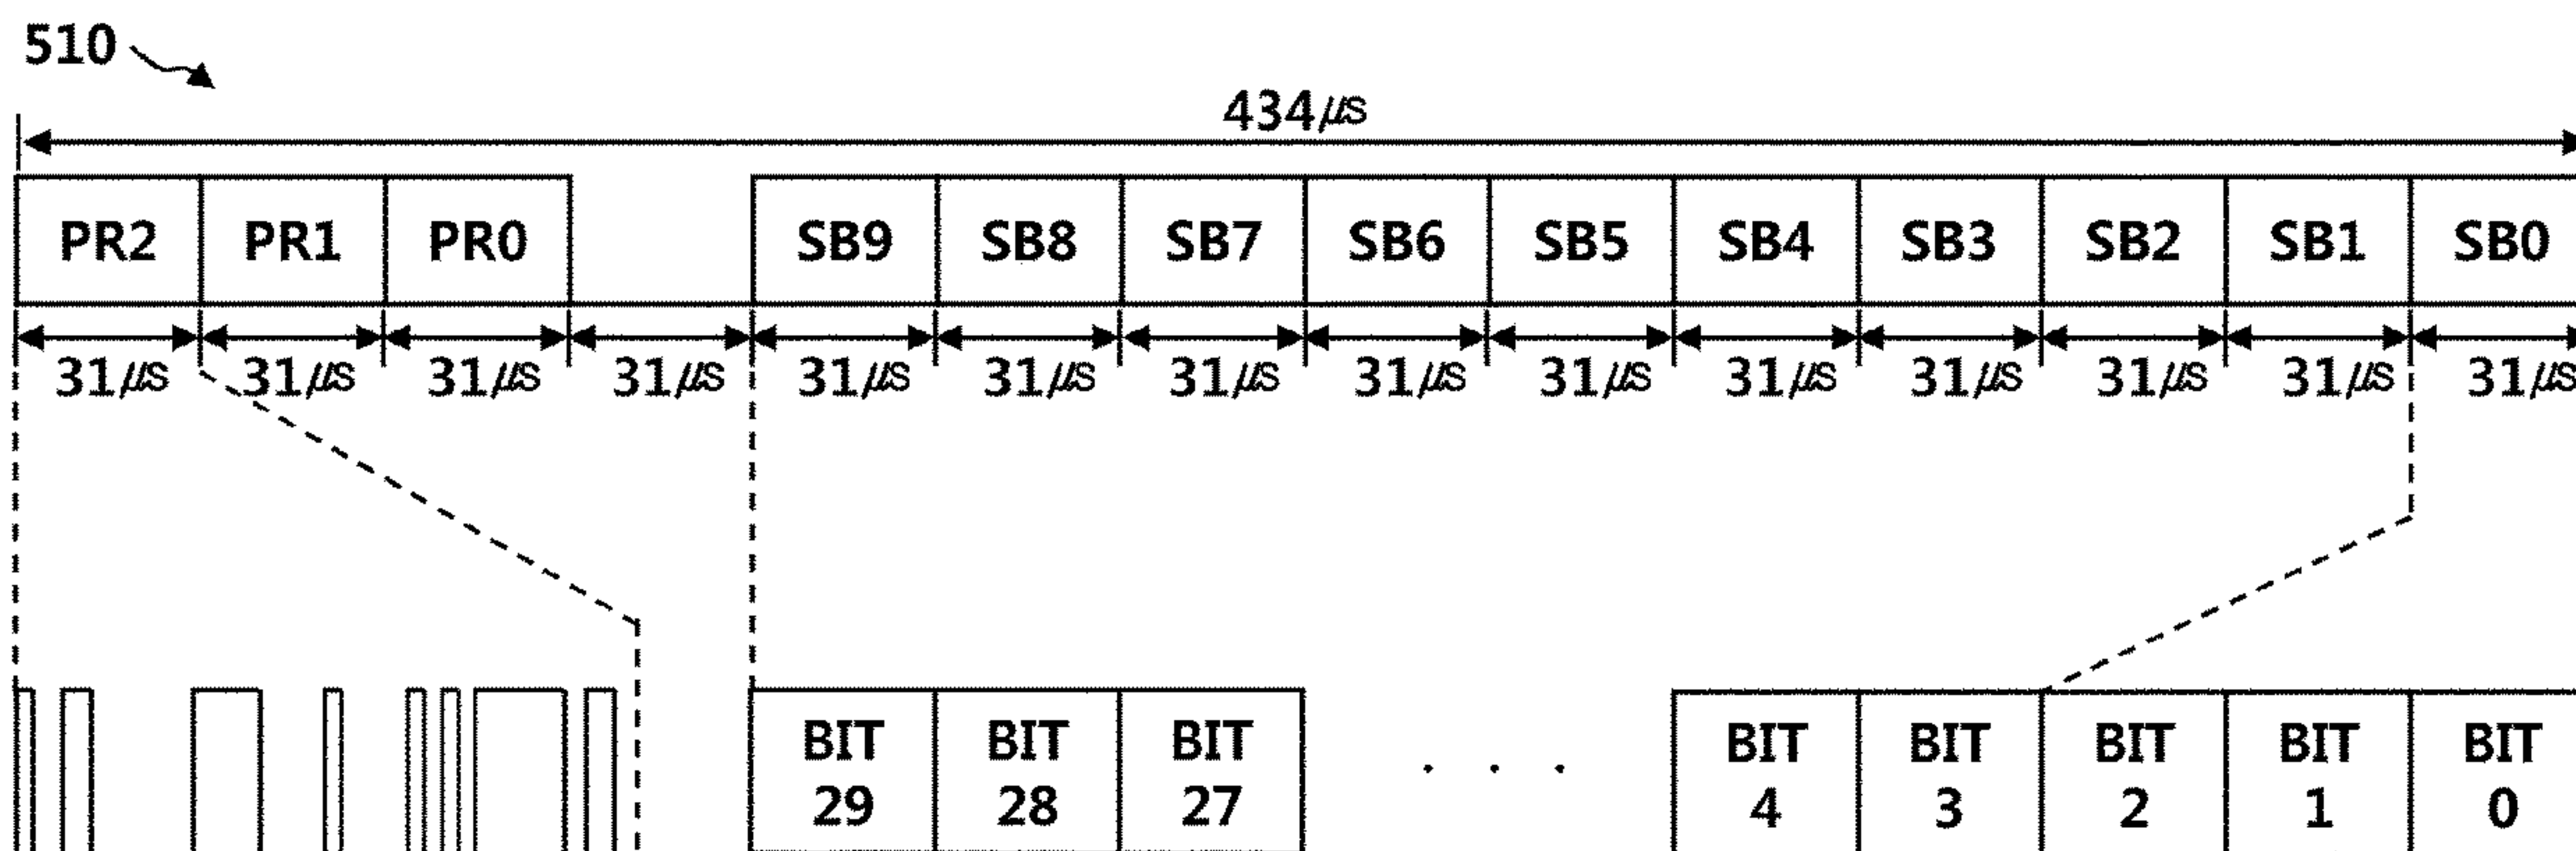 510
434㎲
PR2 PR1 PR0 SB9 SB8 SB7 SB6 SB5 SB4 SB3 SB2 SB1 SB0
31㎲ 31㎲ 31㎲ 31㎲ 31㎲ 31㎲ 31㎲ 31㎲ 31㎲ 31㎲ 31㎲ 31㎲ 31㎲ 31㎲
BIT BIT BIT . . . BIT BIT BIT BIT BIT
29 28 27 4 3 2 1 0